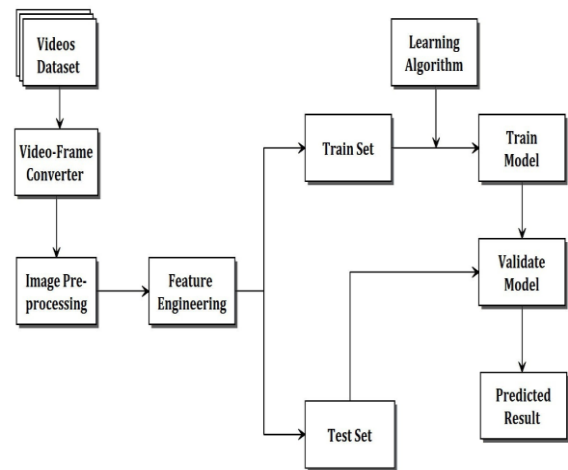 Videos
Dataset
Learning
Algorithm
Video-Frame
Converter
Train Set
Train
Model
Image Pre-
processing
Feature
Engineering
Validate
Model
Test Set
Predicted
Result